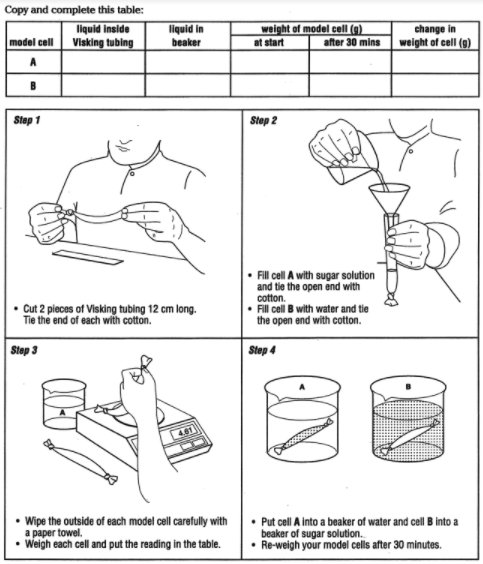 Copy and complete this table:
model cell
liquid inside
Visking tubing
liquid in
beaker
weight of model cell (g)
at start
after 30 mins
change in
weight of cell (g)
A
B
Step 1
• Cut 2 pieces of Visking tubing 12 cm long.
Tie the end of each with cotton.
Step 2
• Fill cell A with sugar solution
and tie the open end with
cotton.
• Fill cell B with water and tie
the open end with cotton.
Step 3
A
4.61
• Wipe the outside of each model cell carefully with
a paper towel.
• Weigh each cell and put the reading in the table.
Step 4
A
B
• Put cell A into a beaker of water and cell B into a
beaker of sugar solution.
• Re-weigh your model cells after 30 minutes.